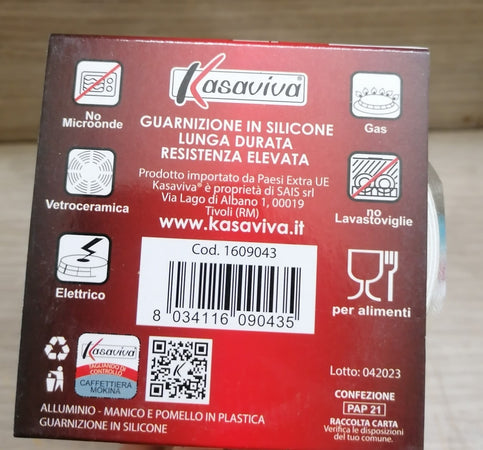 Kasaviva®
No
Microonde
Gas
GUARNIZIONE IN SILICONE
LUNGA DURATA
RESISTENZA ELEVATA
Prodotto importato da Paesi Extra UE
Kasaviva® è proprietà di SAIS srl
Via Lago di Albano 1, 00019
Tivoli (RM)
www.kasaviva.it
Vetroceramica
no
Lavastoviglie
Cod. 1609043
8 034116 090435
Elettrico
per alimenti
Kasaviva
TAGLIANDO DI
CONTROLLO
CAFFETTIERA
MOKINA
Lotto: 042023
CONFEZIONE
PAP 21
RACCOLTA CARTA
Verifica le disposizioni
del tuo comune.
ALLUMINIO - MANICO E POMELLO IN PLASTICA
GUARNIZIONE IN SILICONE